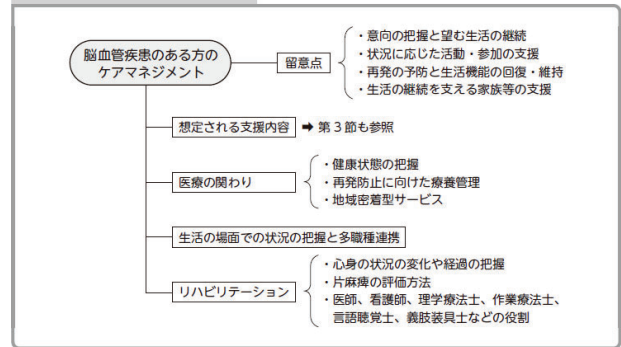 脳血管疾患のある方の
ケアマネジメント
留意点
・意向の把握と望む生活の継続
・状況に応じた活動・参加の支援
・再発の予防と生活機能の回復・維持
・生活の継続を支える家族等の支援
想定される支援内容 ➡ 第3節も参照
医療の関わり
・健康状態の把握
・再発防止に向けた療養管理
・地域密着型サービス
生活の場面での状況の把握と多職種連携
リハビリテーション
・心身の状況の変化や経過の把握
・片麻痺の評価方法
・医師、看護師、理学療法士、作業療法士、
言語聴覚士、義肢装具士などの役割